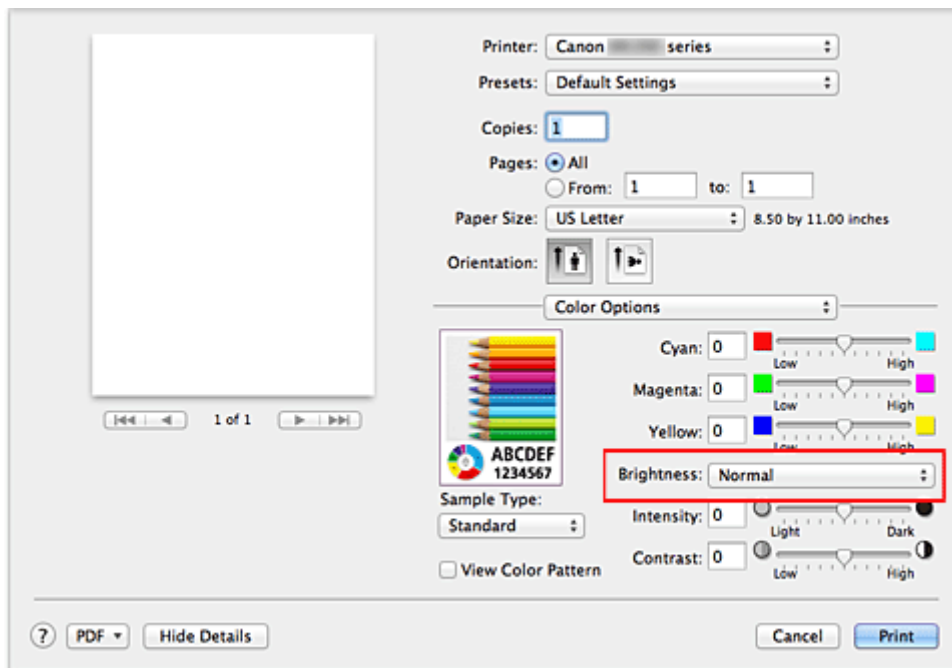 Printer: Canon series
Presets: Default Settings
Copies: 1
Pages: All
From: 1 to: 1
Paper Size: US Letter 8.50 by 11.00 inches
Orientation:
Color Options
1 of 1
ABCDEF
1234567
Sample Type:
Standard
View Color Pattern
Cyan: 0
Low High
Magenta: 0
Low High
Yellow: 0
Low High
Brightness: Normal
Intensity: 0
Light Dark
Contrast: 0
Low High
? PDF Hide Details Cancel Print